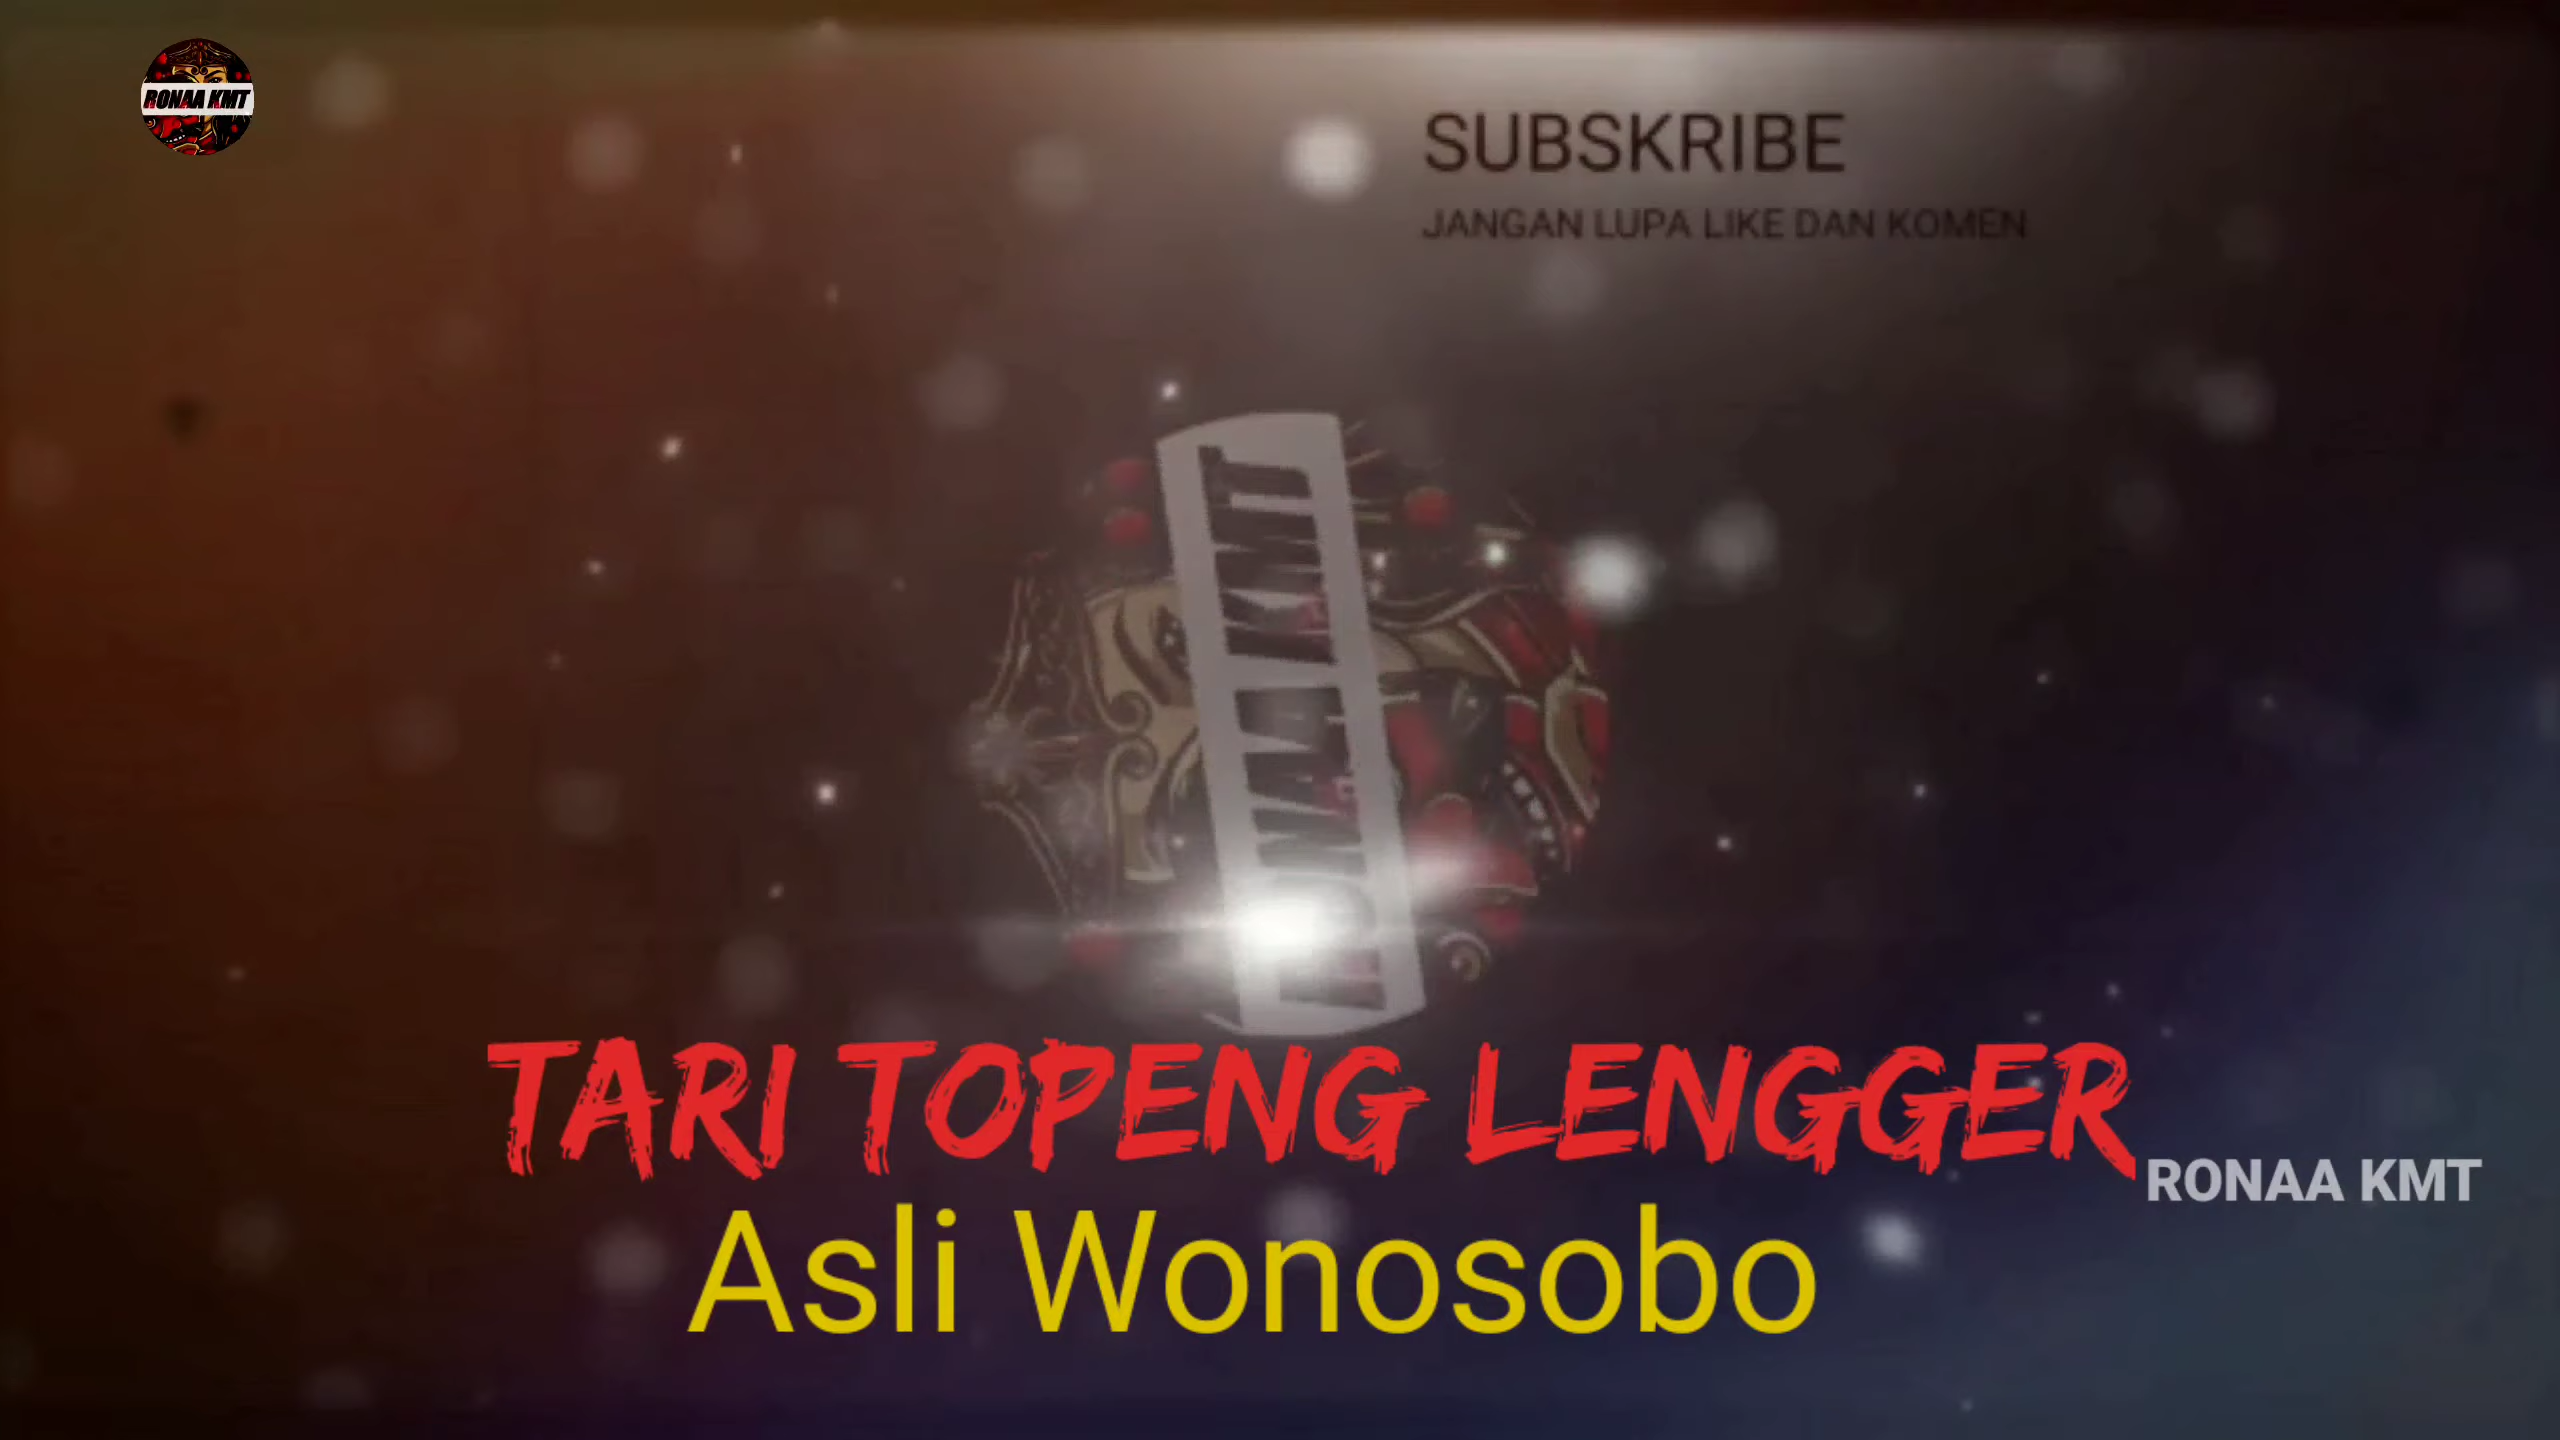 RONAA KMT
SUBSKRIBE
JANGAN LUPA LIKE DAN KOMEN
RONAA KMT
TARI TOPENG LENGGER
RONAA KMT
Asli Wonosobo